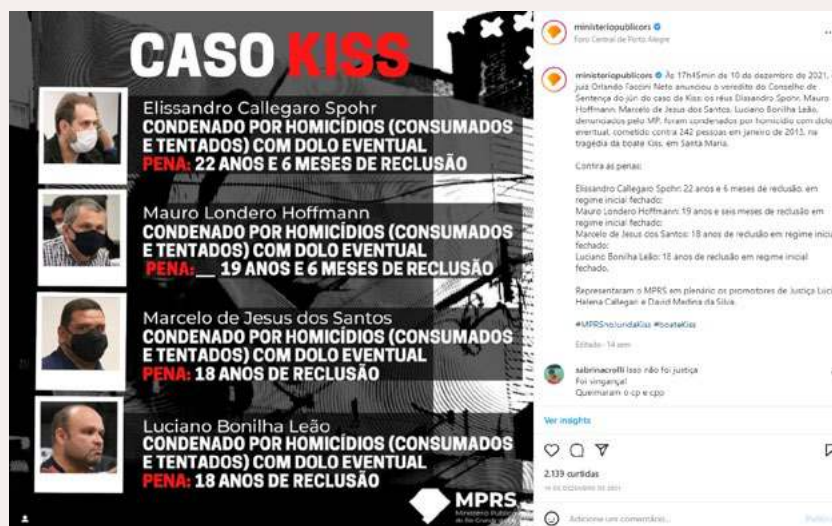 CASO KISS
Elissandro Callegaro Spohr
CONDENADO POR HOMICÍDIOS (CONSUMADOS
E TENTADOS) COM DOLO EVENTUAL
PENA: 22 ANOS E 6 MESES DE RECLUSÃO
Mauro Londero Hoffmann
CONDENADO POR HOMICÍDIOS (CONSUMADOS
E TENTADOS) COM DOLO EVENTUAL
PENA:__ 19 ANOS E 6 MESES DE RECLUSÃO
Marcelo de Jesus dos Santos
CONDENADO POR HOMICÍDIOS (CONSUMADOS
E TENTADOS) COM DOLO EVENTUAL
PENA: 18 ANOS DE RECLUSÃO
Luciano Bonilha Leão
CONDENADO POR HOMICÍDIOS (CONSUMADOS
E TENTADOS) COM DOLO EVENTUAL
PENA: 18 ANOS DE RECLUSÃO
MPRS
Ministério Público
ministeriopublicors
Foro Central de Porto Alegre
ministeriopublicors Às 17h45min de 10 de dezembro de 2021,
juiz Orlando Faccini Neto anunciou o veredito do Conselho de
Sentença do júri do caso da Kiss: os réus Elissandro Spohr, Mauro
Hoffmann, Marcelo de Jesus dos Santos, Luciano Bonilha Leão,
denunciados pelo MP, foram condenados por homicídio com dolo
eventual, cometido contra 242 pessoas em janeiro de 2013, na
tragédia da boate Kiss, em Santa Maria.
Confira as penas:
Elissandro Callegaro Spohr: 22 anos e 6 meses de reclusão, em
regime inicial fechado;
Mauro Londero Hoffmann: 19 anos e seis meses de reclusão em
regime inicial fechado;
Marcelo de Jesus dos Santos: 18 anos de reclusão em regime inicia
fechado;
Luciano Bonilha Leão: 18 anos de reclusão em regime inicial
fechado.
Representaram o MPRS em plenário os promotores de Justiça Luci
Helena Callegari e David Medina da Silva.
#MPRSnoJúridaKiss #boateKiss
Editado · 14 sem
sabrinacrolli Isso não foi justiça
Foi vingança!
Queimaram o cp e cpp
Ver insights
2.139 curtidas
DE DEZEMBRO DE 2021
Adicione um comentário...